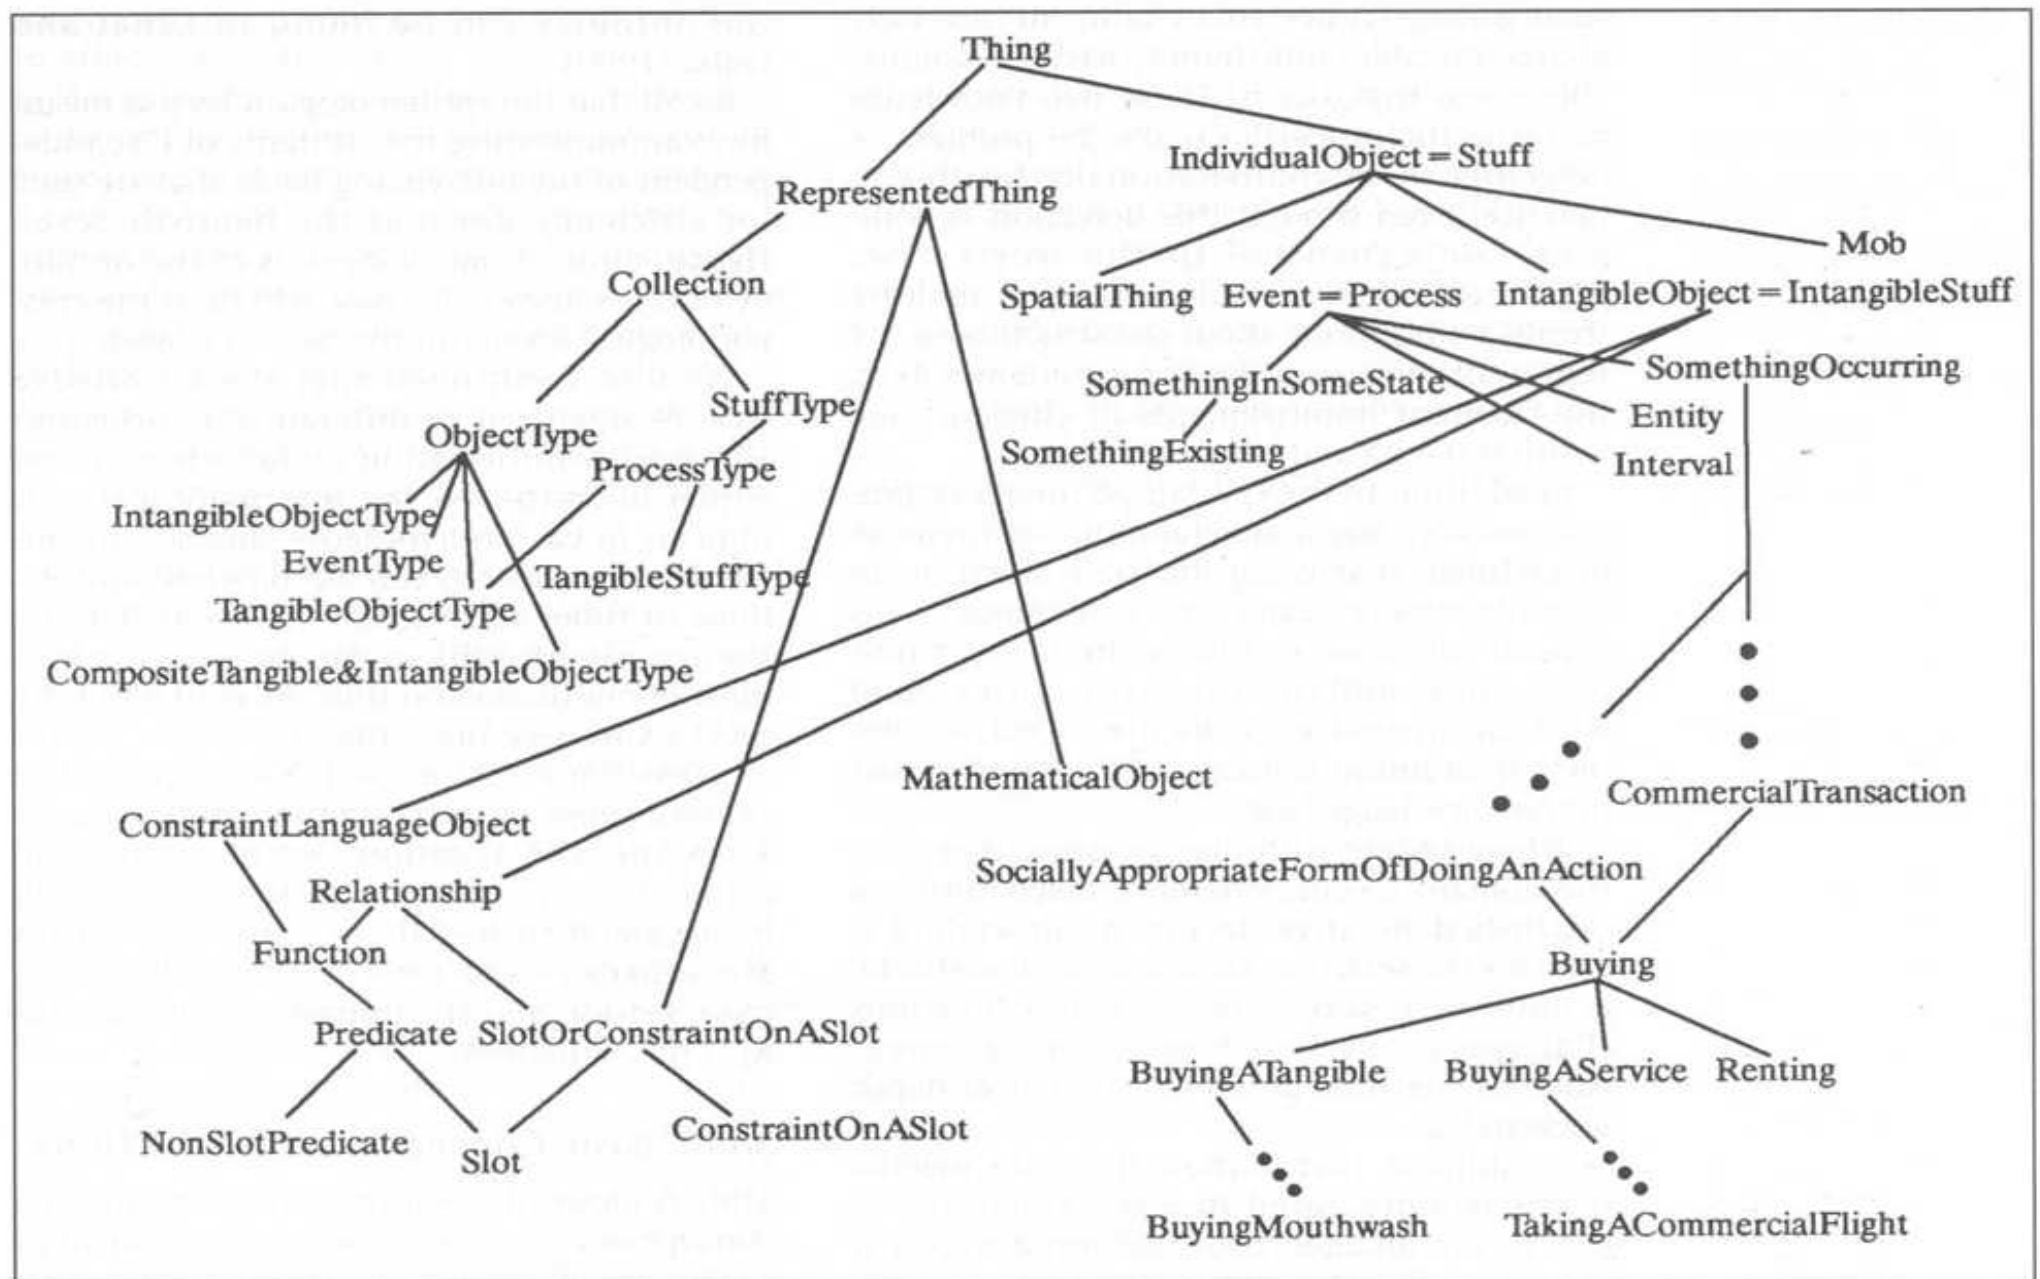 Thing
IndividualObject = Stuff
RepresentedThing
Mob
Collection
SpatialThing
Event = Process
IntangibleObject = IntangibleStuff
SomethingInSomeState
SomethingOccurring
StuffType
Entity
ObjectType
SomethingExisting
Interval
ProcessType
IntangibleObjectType
EventType
TangibleStuffType
TangibleObjectType
CompositeTangible&IntangibleObjectType
MathematicalObject
CommercialTransaction
ConstraintLanguageObject
SociallyAppropriateFormOfDoingAnAction
Relationship
Function
Buying
Predicate
SlotOrConstraintOnASlot
BuyingATangible
BuyingAService
Renting
NonSlotPredicate
Slot
ConstraintOnASlot
BuyingMouthwash
TakingACommercialFlight